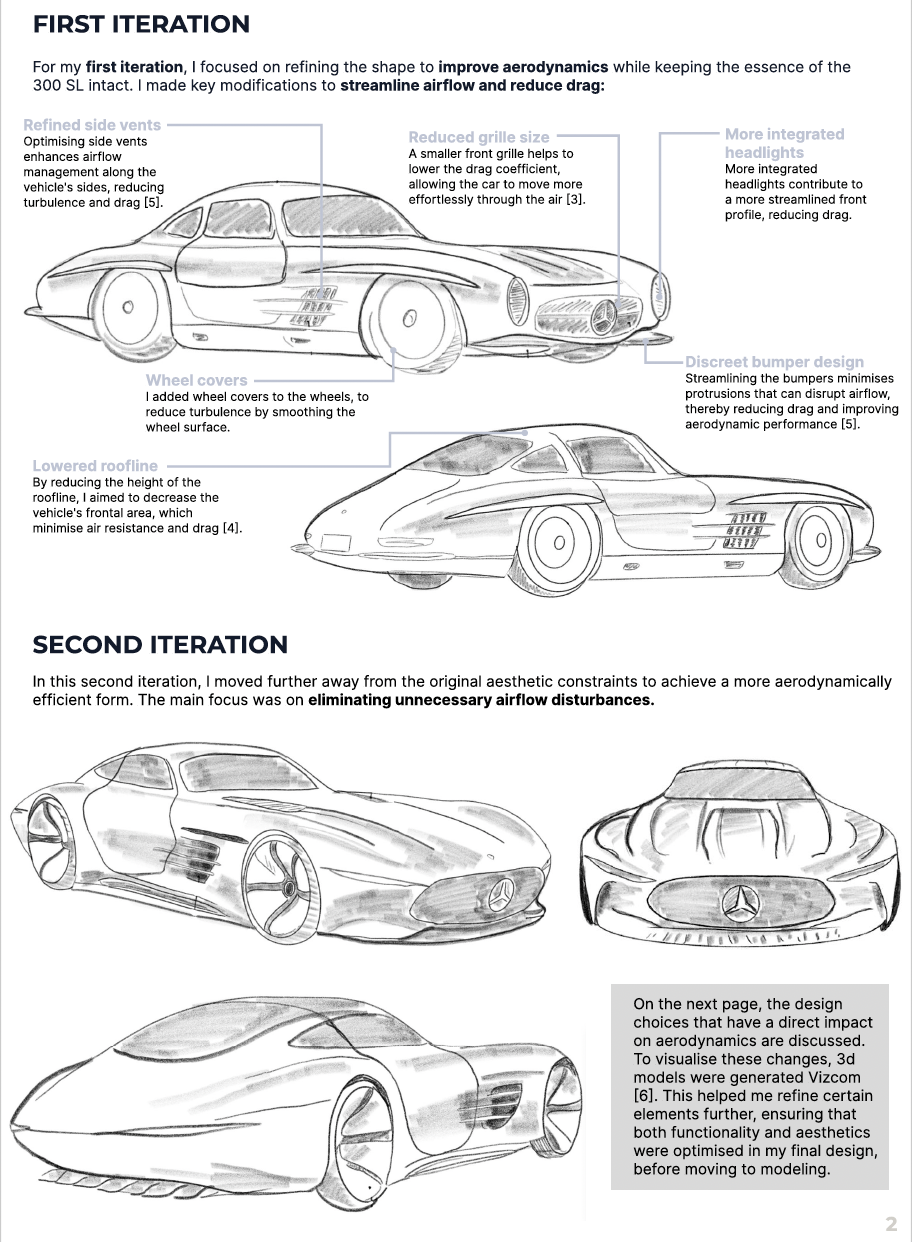 FIRST ITERATION
For my first iteration, I focused on refining the shape to improve aerodynamics while keeping the essence of the
300 SL intact. I made key modifications to streamline airflow and reduce drag:
Refined side vents
Optimising side vents
enhances airflow
management along the
vehicle's sides, reducing
turbulence and drag [5].
Reduced grille size
A smaller front grille helps to
lower the drag coefficient,
allowing the car to move more
effortlessly through the air [3].
More integrated
headlights
More integrated
headlights contribute to
a more streamlined front
profile, reducing drag.
Wheel covers
I added wheel covers to the wheels, to
reduce turbulence by smoothing the
wheel surface.
Discreet bumper design
Streamlining the bumpers minimises
protrusions that can disrupt airflow,
thereby reducing drag and improving
aerodynamic performance [5].
Lowered roofline
By reducing the height of the
roofline, I aimed to decrease the
vehicle's frontal area, which
minimise air resistance and drag [4].
SECOND ITERATION
In this second iteration, I moved further away from the original aesthetic constraints to achieve a more aerodynamically
efficient form. The main focus was on eliminating unnecessary airflow disturbances.
On the next page, the design
choices that have a direct impact
on aerodynamics are discussed.
To visualise these changes, 3d
models were generated Vizcom
[6]. This helped me refine certain
elements further, ensuring that
both functionality and aesthetics
were optimised in my final design,
before moving to modeling.
2